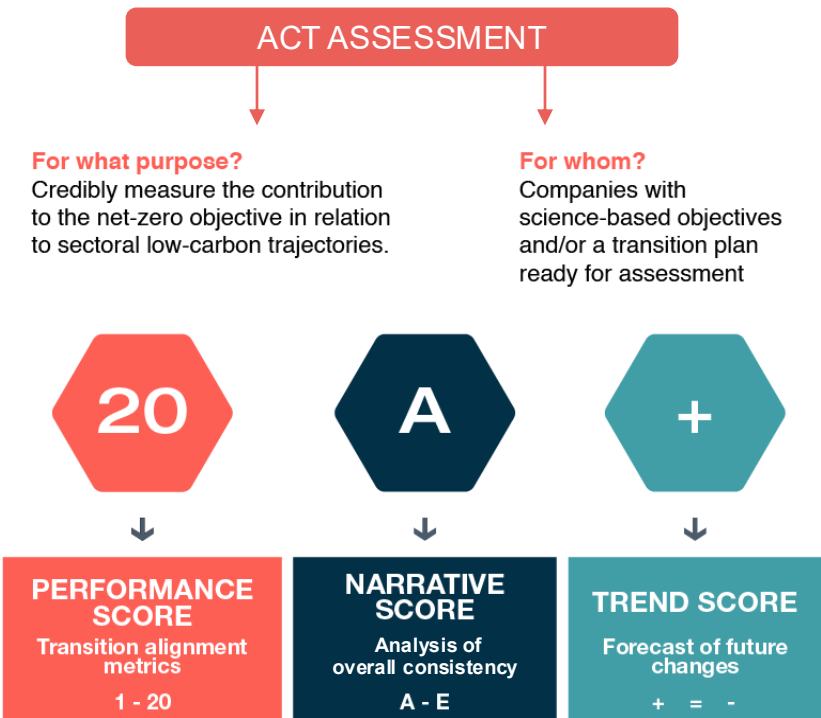 ACT ASSESSMENT
For what purpose?
Credibly measure the contribution
to the net-zero objective in relation
to sectoral low-carbon trajectories.
For whom?
Companies with
science-based objectives
and/or a transition plan
ready for assessment
20
A
+
PERFORMANCE
SCORE
Transition alignment
metrics
1 - 20
NARRATIVE
SCORE
Analysis of
overall consistency
A - E
TREND SCORE
Forecast of future
changes
+ = -